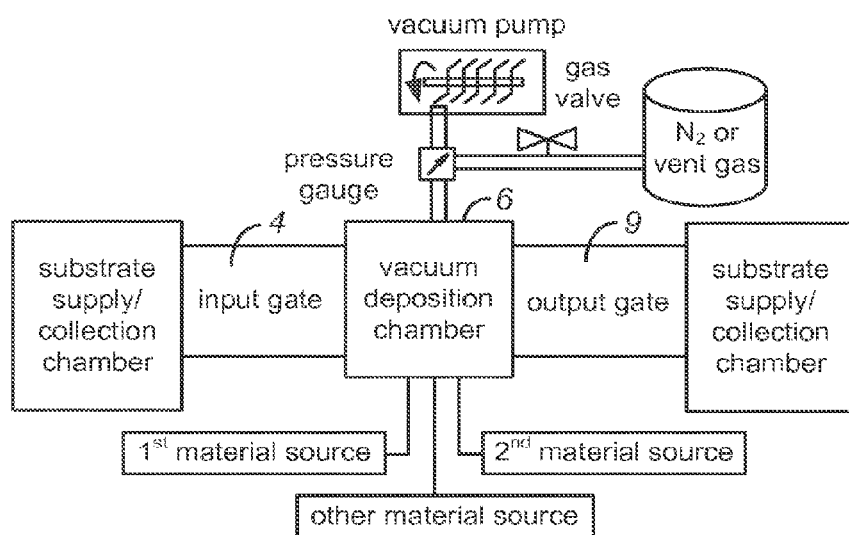 vacuum pump
gas
valve
N₂ or
vent gas
pressure
gauge
6
4
9
substrate
supply/
collection
chamber
input gate
vacuum
deposition
chamber
output gate
substrate
supply/
collection
chamber
1st material source
2nd material source
other material source